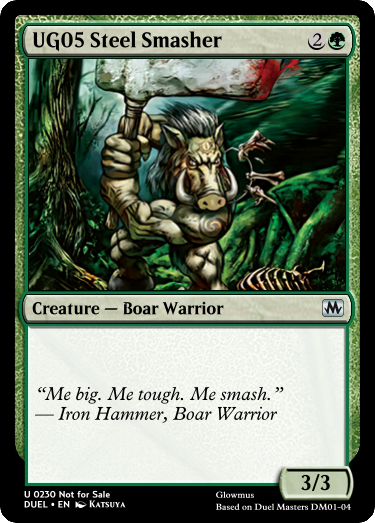 UG05 Steel Smasher 2
Creature — Boar Warrior
“Me big. Me tough. Me smash.”
— Iron Hammer, Boar Warrior
3/3
U 0230 Not for Sale
DUEL • EN Katsuya
Glowmus
Based on Duel Masters DM01-04